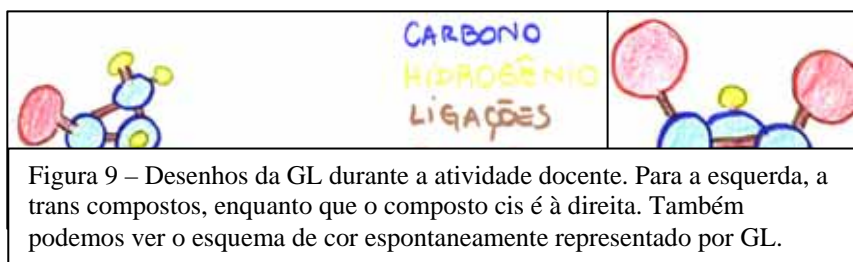 CARBONO
HIDROGÊNIO
LIGAÇÕES
Figura 9 – Desenhos da GL durante a atividade docente. Para a esquerda, a
trans compostos, enquanto que o composto cis é à direita. Também
podemos ver o esquema de cor espontaneamente representado por GL.